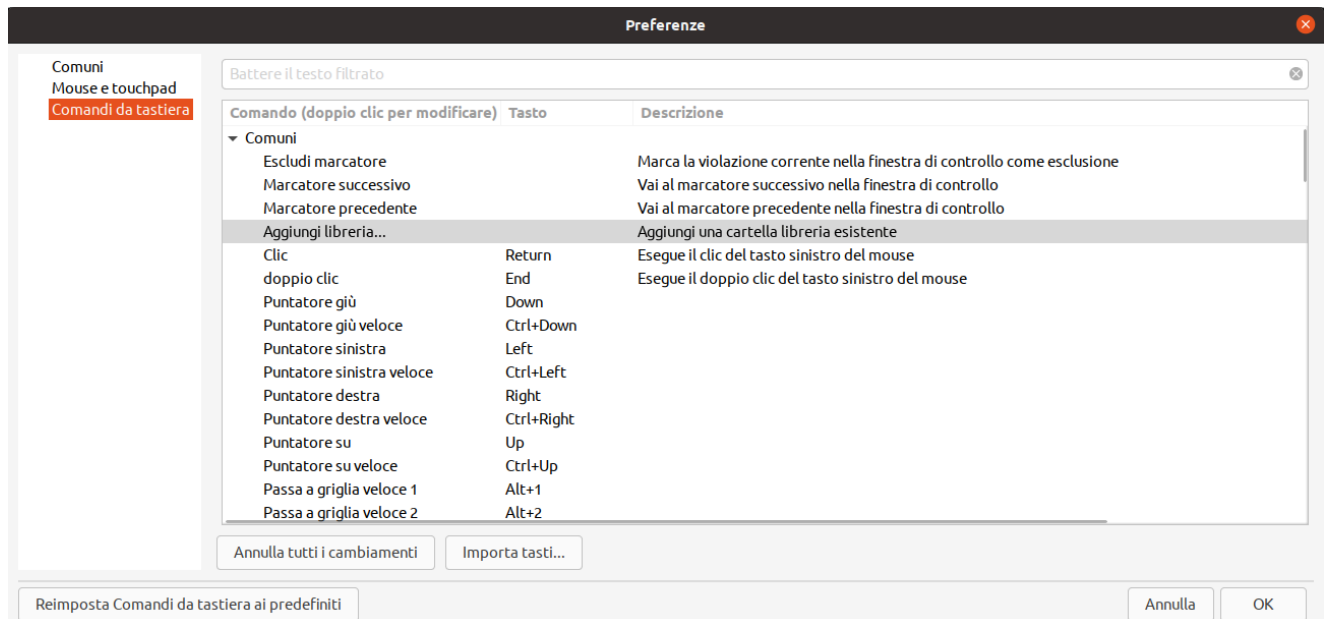 Preferenze
Comuni
Mouse e touchpad
Comandi da tastiera
Battere il testo filtrato
Comando (doppio clic per modificare) Tasto Descrizione
Comuni
Escludi marcatore Marca la violazione corrente nella finestra di controllo come esclusione
Marcatore successivo Vai al marcatore successivo nella finestra di controllo
Marcatore precedente Vai al marcatore precedente nella finestra di controllo
Aggiungi libreria... Aggiungi una cartella libreria esistente
Clic Return Esegue il clic del tasto sinistro del mouse
doppio clic End Esegue il doppio clic del tasto sinistro del mouse
Puntatore giù Down
Puntatore giù veloce Ctrl+Down
Puntatore sinistra Left
Puntatore sinistra veloce Ctrl+Left
Puntatore destra Right
Puntatore destra veloce Ctrl+Right
Puntatore su Up
Puntatore su veloce Ctrl+Up
Passa a griglia veloce 1 Alt+1
Passa a griglia veloce 2 Alt+2
Annulla tutti i cambiamenti Importa tasti...
Reimposta Comandi da tastiera ai predefiniti Annulla OK